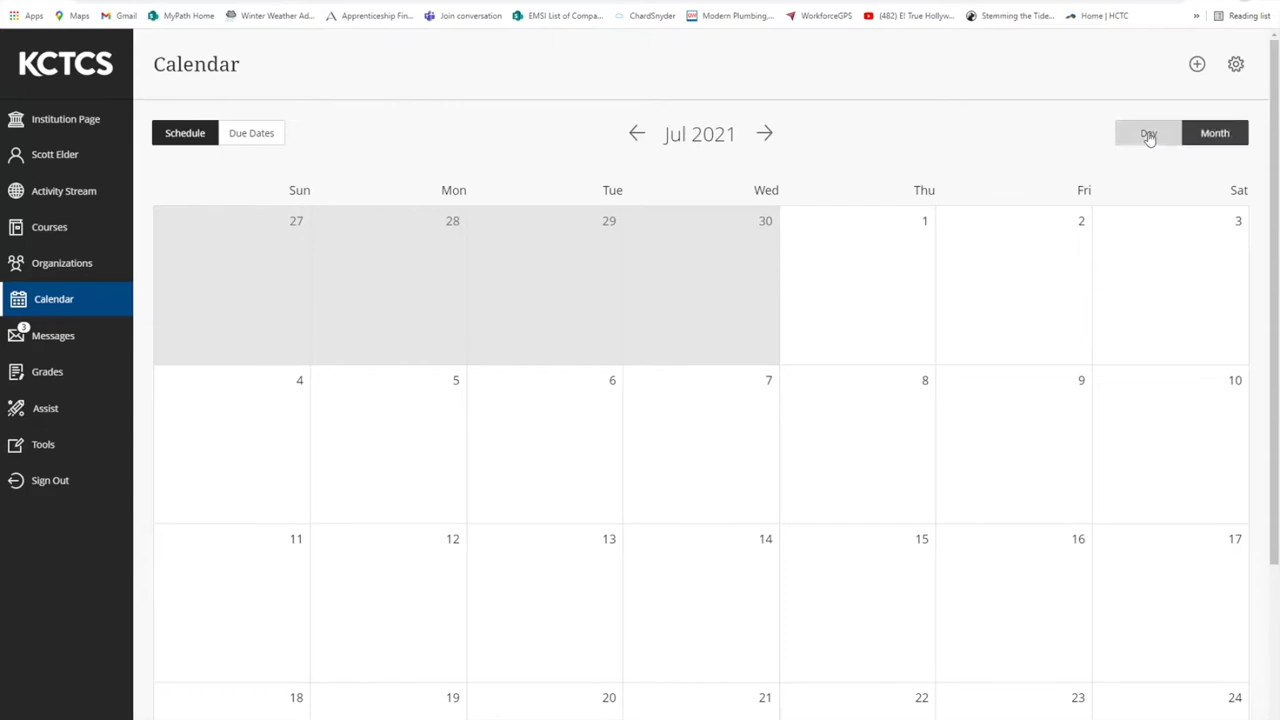 Apps Maps Gmail MyPath Home Winter Weather Ad... Apprenticeship Fin... Join conversation EMSI List of Compa... ChardSnyder Modern Plumbing,... WorkforceGPS (482) E! True Hollyw... Stemming the Tide... Home | HCTC » Reading list
KCTCS
Calendar
Institution Page
Scott Elder
Activity Stream
Courses
Organizations
Calendar
3
Messages
Grades
Assist
Tools
Sign Out
Schedule Due Dates
Jul 2021
Day Month
Sun Mon Tue Wed Thu Fri Sat
27 28 29 30 1 2 3
4 5 6 7 8 9 10
11 12 13 14 15 16 17
18 19 20 21 22 23 24